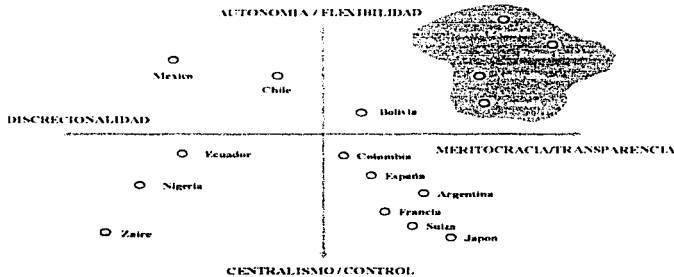 AUTONOMIA / FLEXIBILIDAD
Mexico
Chile
Bolivia
DISCRECIONALIDAD
MERITOCRACIA/TRANSPARENCIA
Ecuador
Colombia
España
Nigeria
Argentina
Francia
Zaire
Suiza
Japon
CENTRALISMO / CONTROL